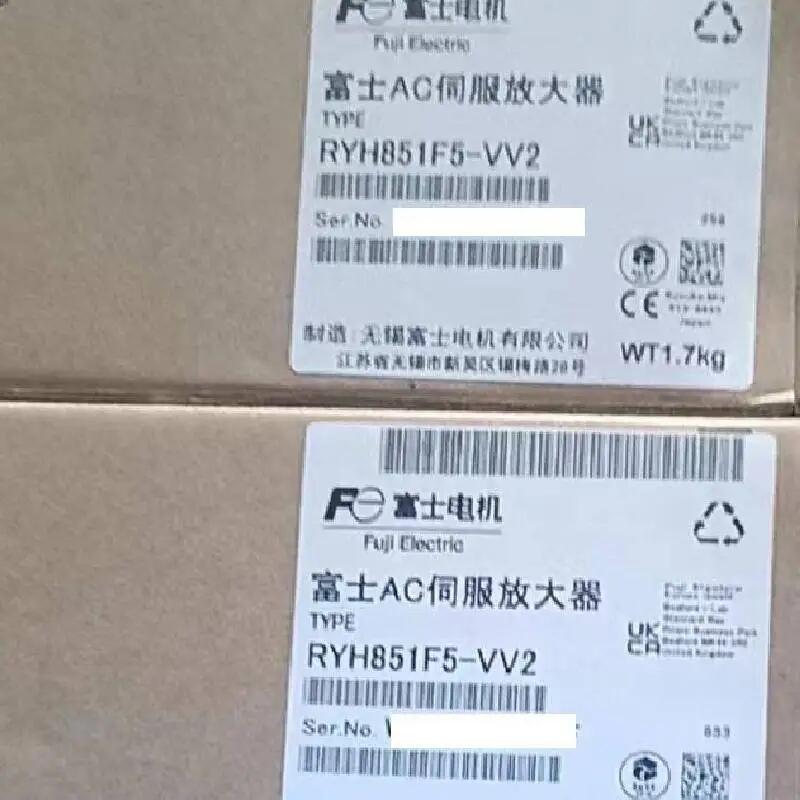 富士电机
Fuji Electric
富士AC伺服放大器
TYPE
RYH851F5-VV2
UK
CA
Ser.No.
CE
制造:无锡富士电机有限公司
江苏省无锡市新吴区锡梅路28号
WT1.7kg
富士电机
Fuji Electric
富士AC伺服放大器
TYPE
RYH851F5-VV2
UK
CA
Ser.No.